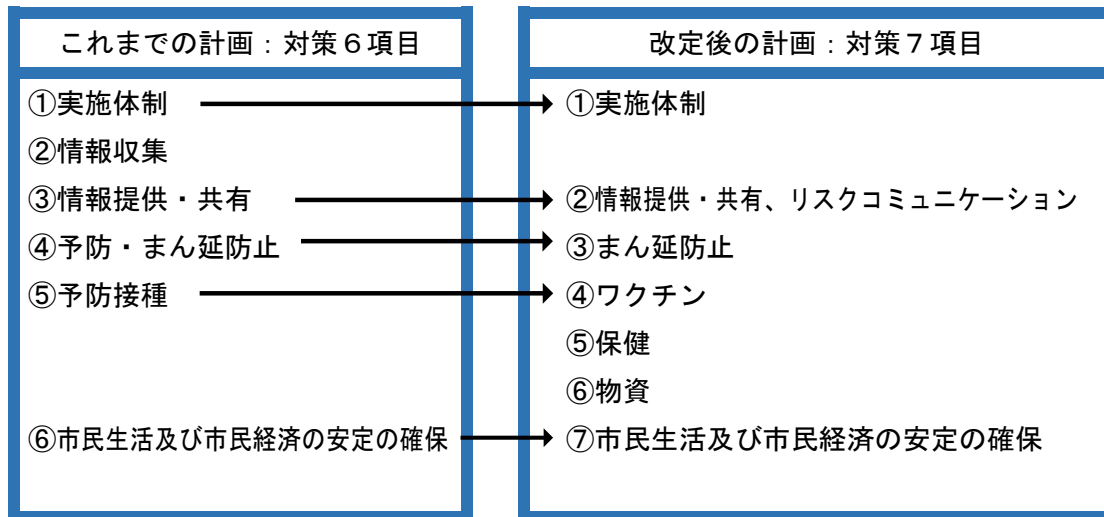 これまでの計画：対策６項目
①実施体制
②情報収集
③情報提供・共有
④予防・まん延防止
⑤予防接種
⑥市民生活及び市民経済の安定の確保
改定後の計画：対策７項目
①実施体制
②情報提供・共有、リスクコミュニケーション
③まん延防止
④ワクチン
⑤保健
⑥物資
⑦市民生活及び市民経済の安定の確保